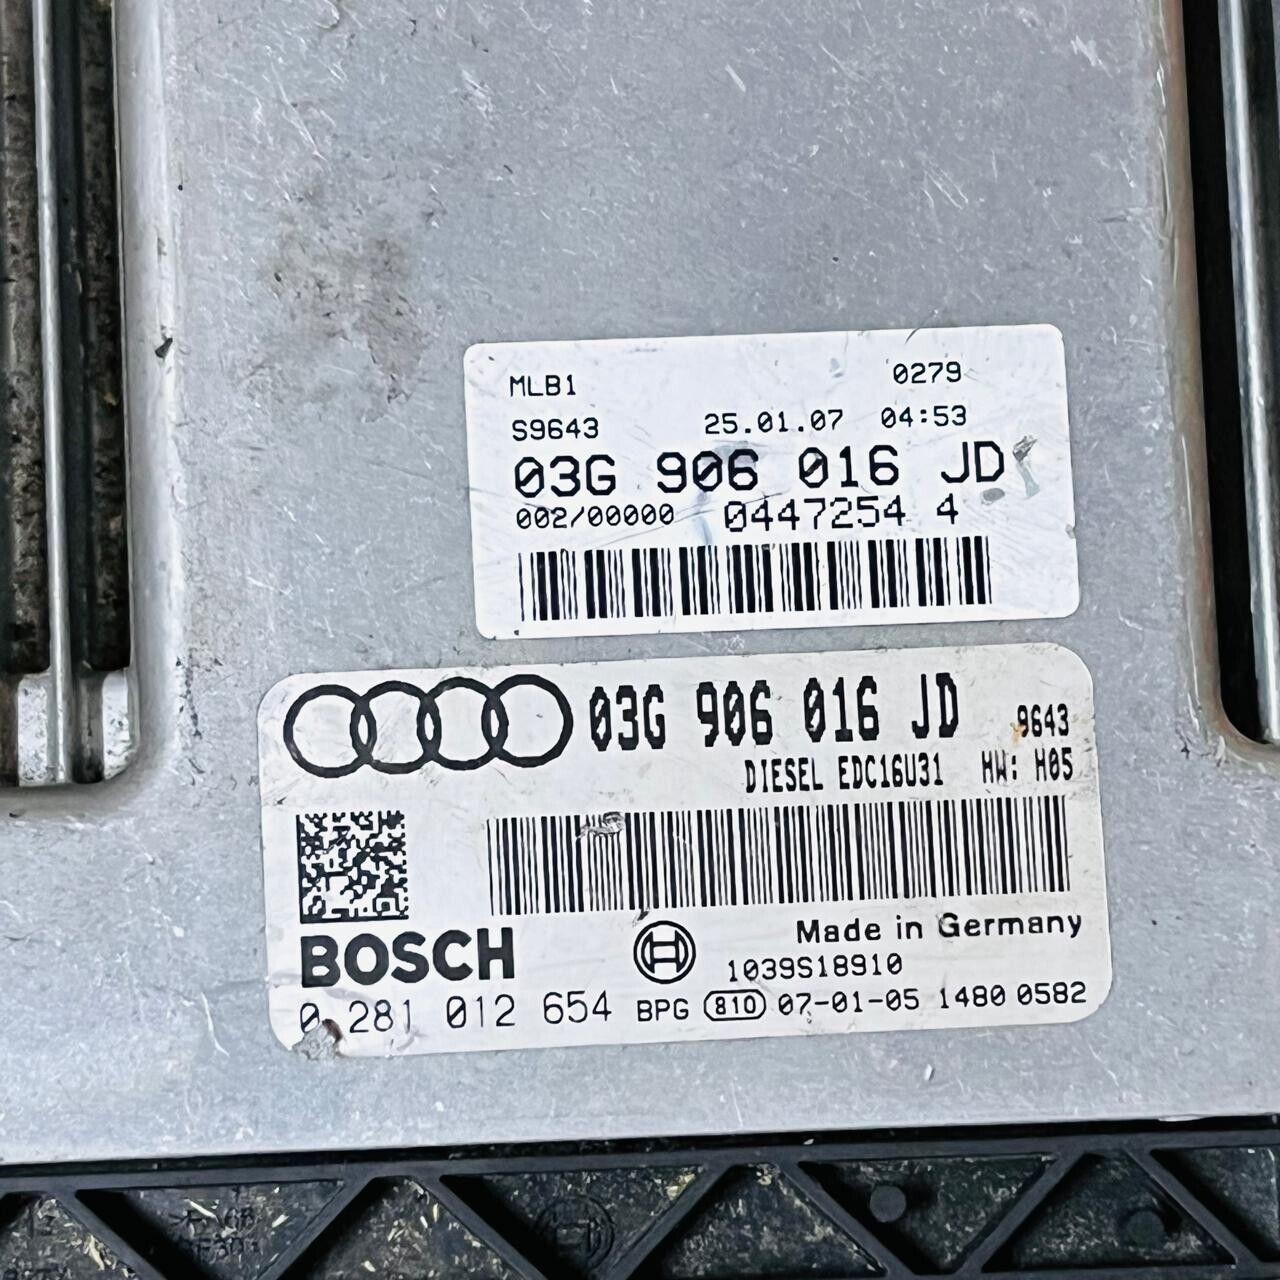 MLB1 0279
S9643 25.01.07 04:53
03G 906 016 JD
002/00000 0447254 4
03G 906 016 JD 9643
DIESEL EDC16U31 HW: H05
BOSCH
Made in Germany
1039S18910
0 281 012 654 BPG 810 07-01-05 1480 0582